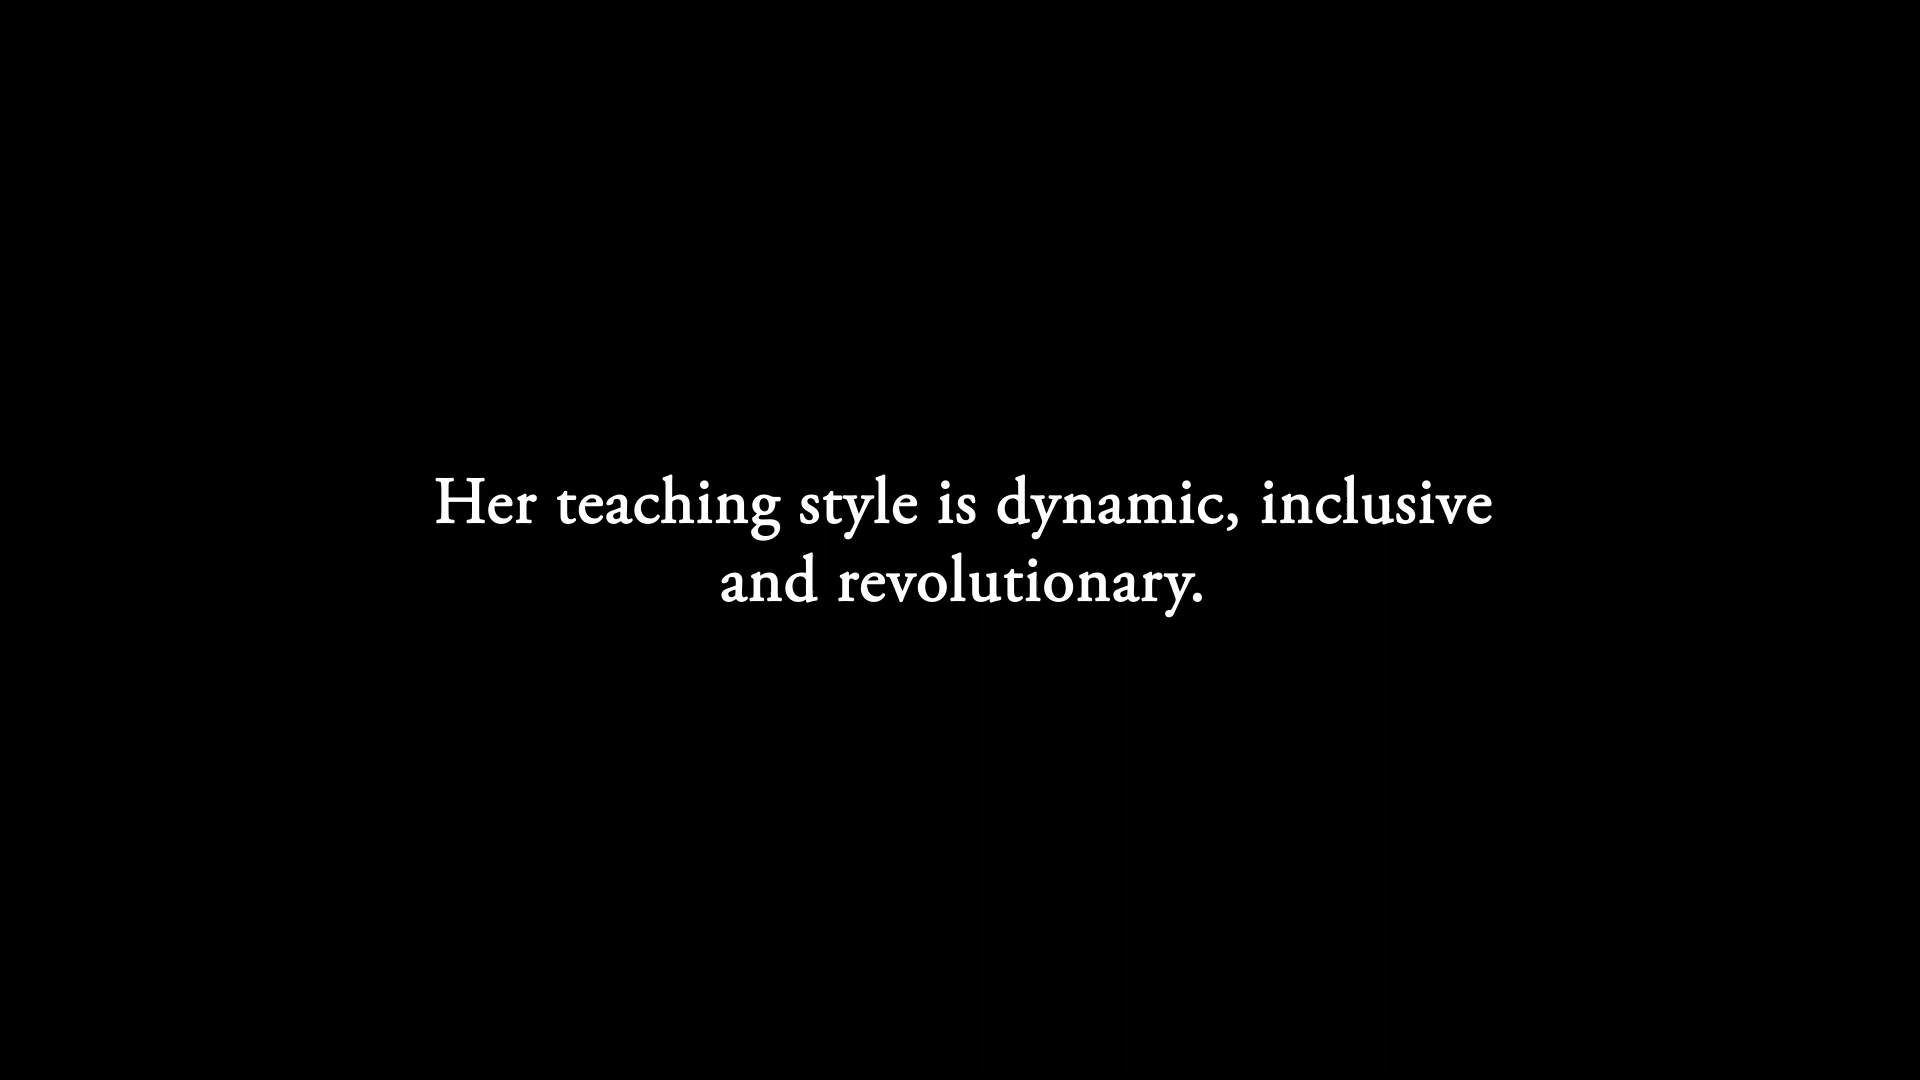 Her teaching style is dynamic, inclusive
and revolutionary.